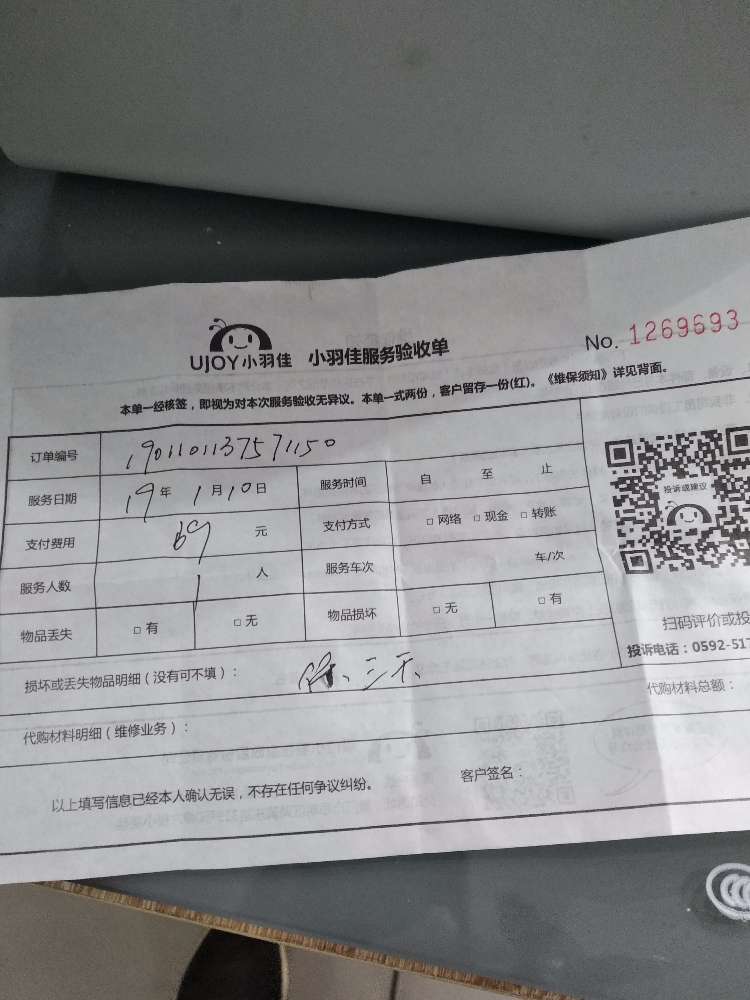 UJOY小羽佳 小羽佳服务验收单 No. 1269693
本单一经核签，即视为对本次服务验收无异议。本单一式两份，客户留存一份(红)。《维保须知》详见背面。
订单编号 1901101137571150
服务日期 19年 1月10日 服务时间 自 至 止
支付费用 69 元 支付方式 □ 网络 □ 现金 □ 转账
服务人数 1 人 服务车次 车/次
物品丢失 □ 有 □ 无 物品损坏 □ 无 □ 有
投诉或建议
扫码评价或投
投诉电话：0592-517
损坏或丢失物品明细（没有可不填）： 三天、
代购材料总额：
代购材料明细（维修业务）：
以上填写信息已经本人确认无误，不存在任何争议纠纷。 客户签名：